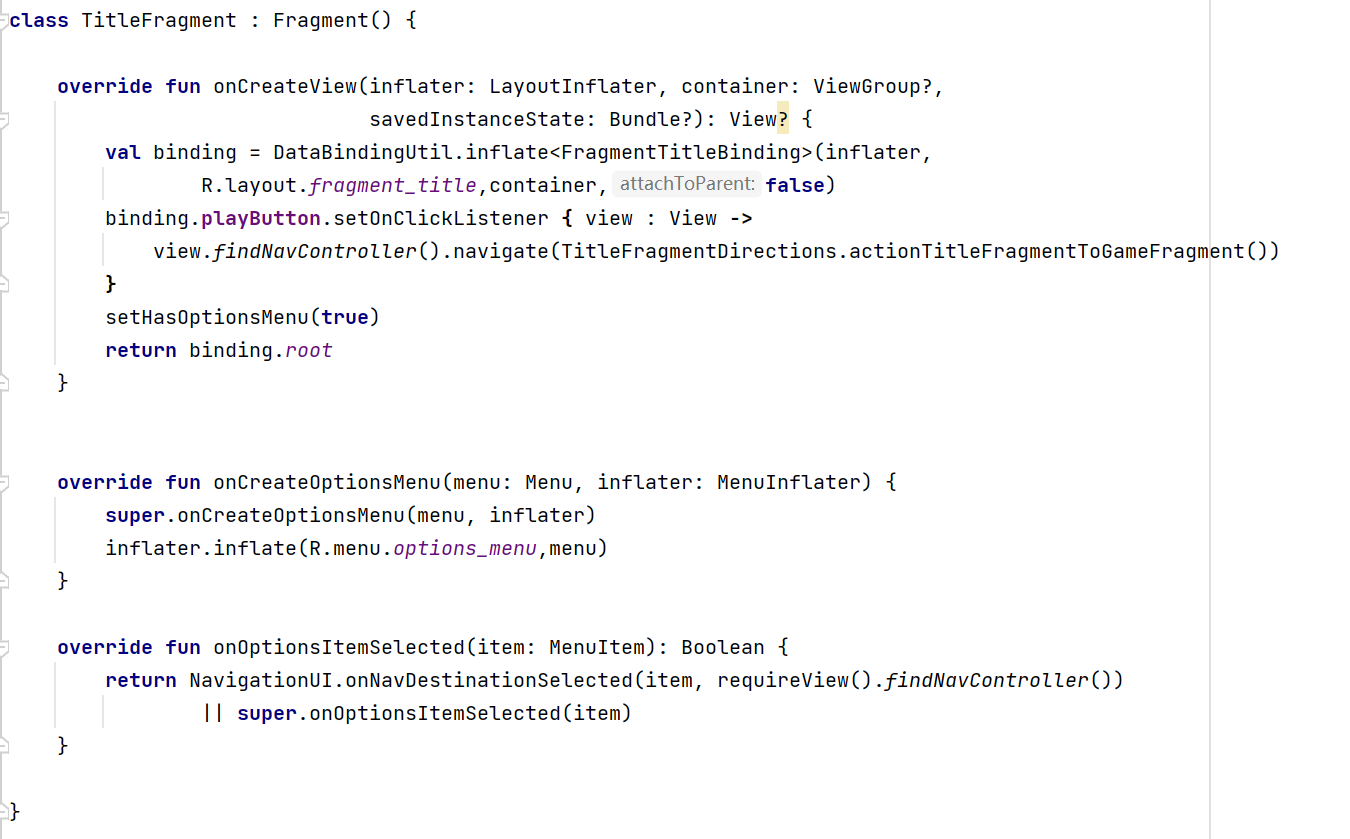 class TitleFragment : Fragment() {
override fun onCreateView(inflater: LayoutInflater, container: ViewGroup?,
savedInstanceState: Bundle?): View? {
val binding = DataBindingUtil.inflate<FragmentTitleBinding>(inflater,
R.layout.fragment_title,container, attachToParent: false)
binding.playButton.setOnClickListener { view : View ->
view.findNavController().navigate(TitleFragmentDirections.actionTitleFragmentToGameFragment())
}
setHasOptionsMenu(true)
return binding.root
}
override fun onCreateOptionsMenu(menu: Menu, inflater: MenuInflater) {
super.onCreateOptionsMenu(menu, inflater)
inflater.inflate(R.menu.options_menu,menu)
}
override fun onOptionsItemSelected(item: MenuItem): Boolean {
return NavigationUI.onNavDestinationSelected(item, requireView().findNavController())
|| super.onOptionsItemSelected(item)
}
}